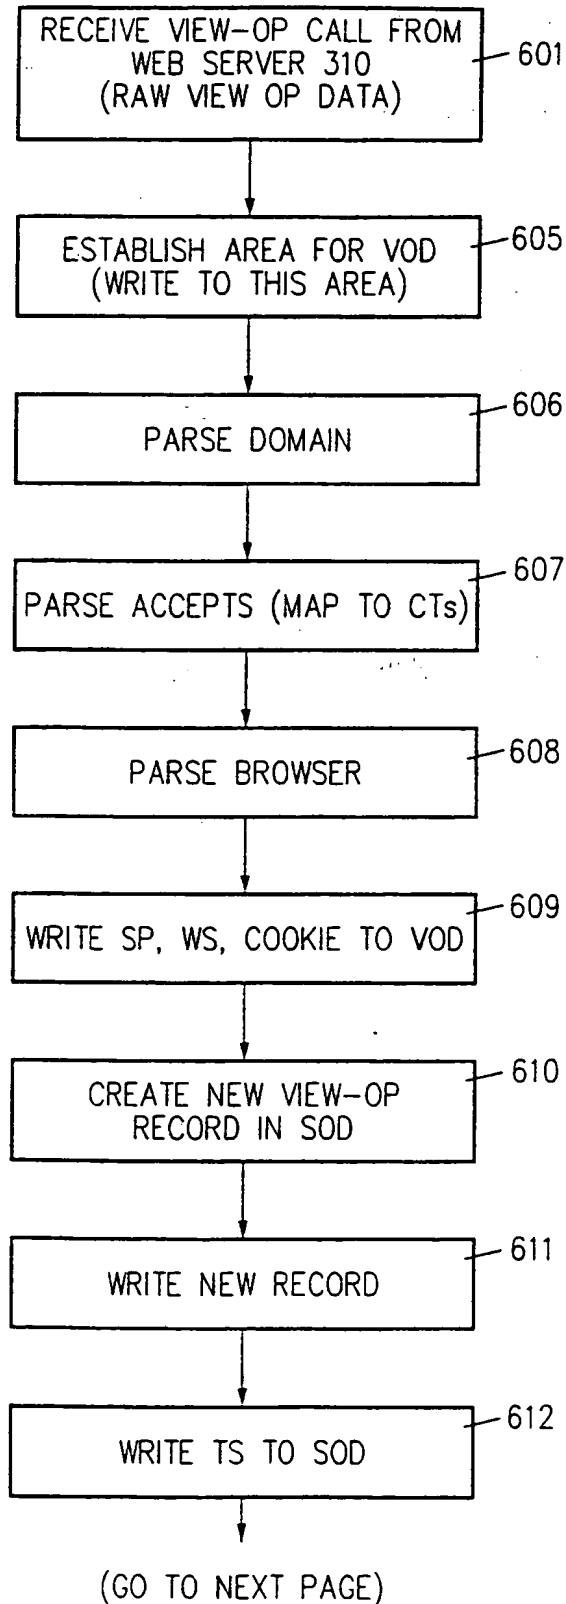 RECEIVE VIEW-OP CALL FROM
WEB SERVER 310
(RAW VIEW OP DATA)
601
ESTABLISH AREA FOR VOD
(WRITE TO THIS AREA)
605
PARSE DOMAIN
606
PARSE ACCEPTS (MAP TO CTs)
607
PARSE BROWSER
608
WRITE SP, WS, COOKIE TO VOD
609
CREATE NEW VIEW-OP
RECORD IN SOD
610
WRITE NEW RECORD
611
WRITE TS TO SOD
612
(GO TO NEXT PAGE)